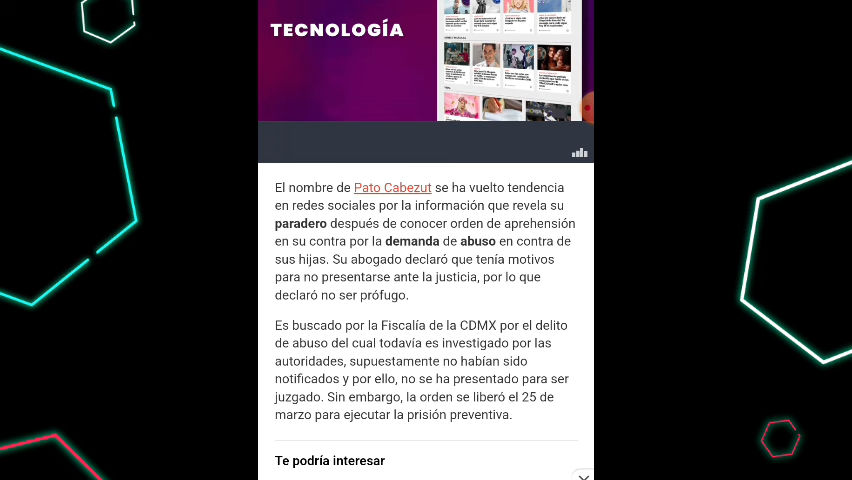 TECNOLOGÍA
El nombre de Pato Cabezut se ha vuelto tendencia
en redes sociales por la información que revela su
paradero después de conocer orden de aprehensión
en su contra por la demanda de abuso en contra de
sus hijas. Su abogado declaró que tenía motivos
para no presentarse ante la justicia, por lo que
declaró no ser prófugo.
Es buscado por la Fiscalía de la CDMX por el delito
de abuso del cual todavía es investigado por las
autoridades, supuestamente no habían sido
notificados y por ello, no se ha presentado para ser
juzgado. Sin embargo, la orden se liberó el 25 de
marzo para ejecutar la prisión preventiva.
Te podría interesar